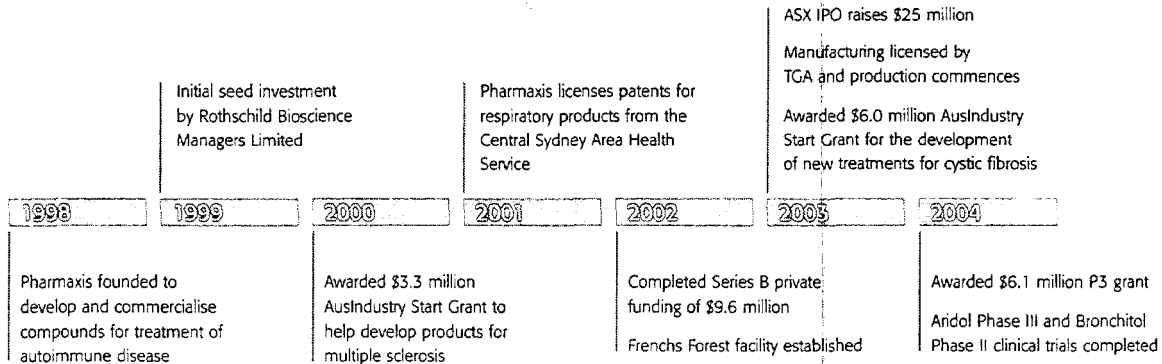 ASX IPO raises $25 million
Manufacturing licensed by
TGA and production commences
Awarded $6.0 million AusIndustry
Start Grant for the development
of new treatments for cystic fibrosis
Initial seed investment
by Rothschild Bioscience
Managers Limited
Pharmaxis licenses patents for
respiratory products from the
Central Sydney Area Health
Service
1998 1999 2000 2001 2002 2003 2004
Pharmaxis founded to
develop and commercialise
compounds for treatment of
autoimmune disease
Awarded $3.3 million
AusIndustry Start Grant to
help develop products for
multiple sclerosis
Completed Series B private
funding of $9.6 million
Frenchs Forest facility established
Awarded $6.1 million P3 grant
Aridol Phase III and Bronchitol
Phase II clinical trials completed